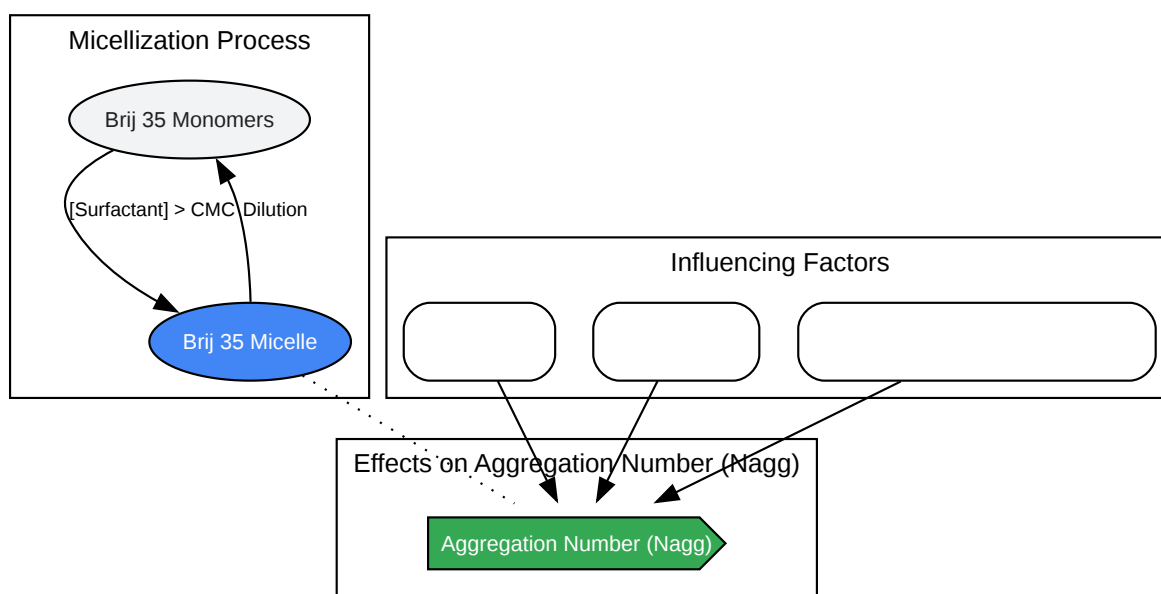 Micellization Process
Brij 35 Monomers
[Surfactant] > CMC
Dilution
Brij 35 Micelle
Influencing Factors
Effects on Aggregation Number (Nagg)
Aggregation Number (Nagg)